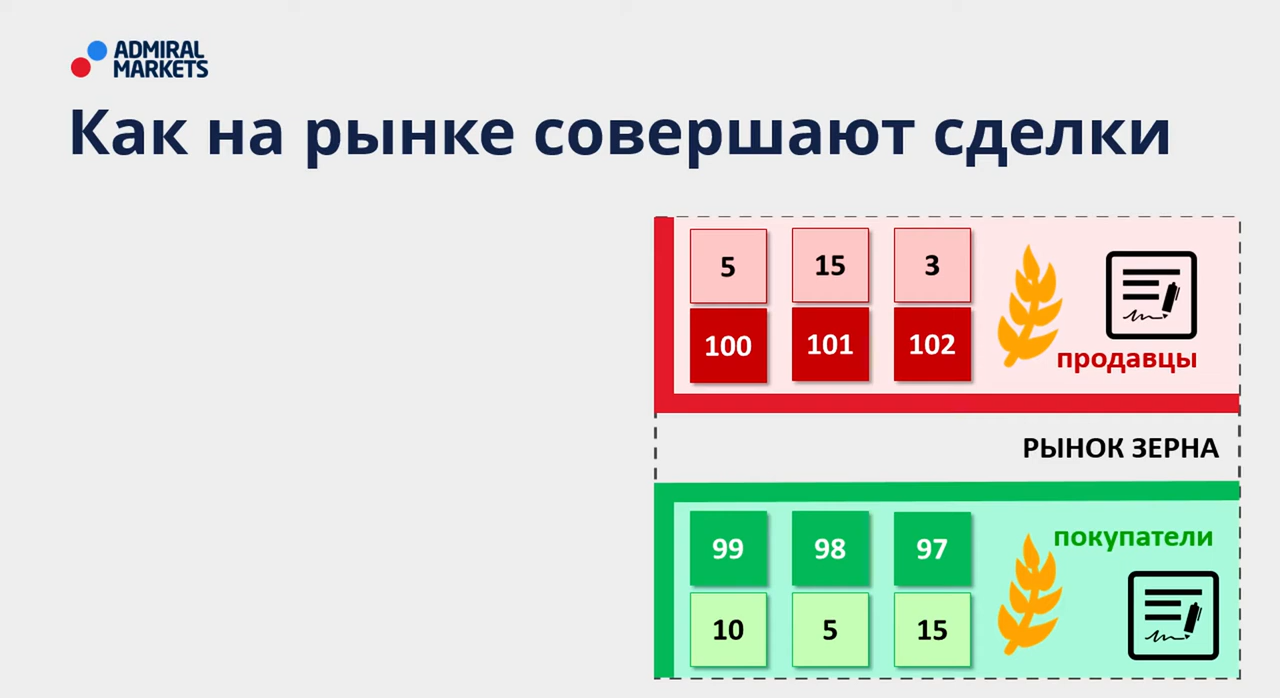 ADMIRAL
MARKETS
Как на рынке совершают сделки
5 15 3
100 101 102
продавцы
РЫНОК ЗЕРНА
покупатели
99 98 97
10 5 15